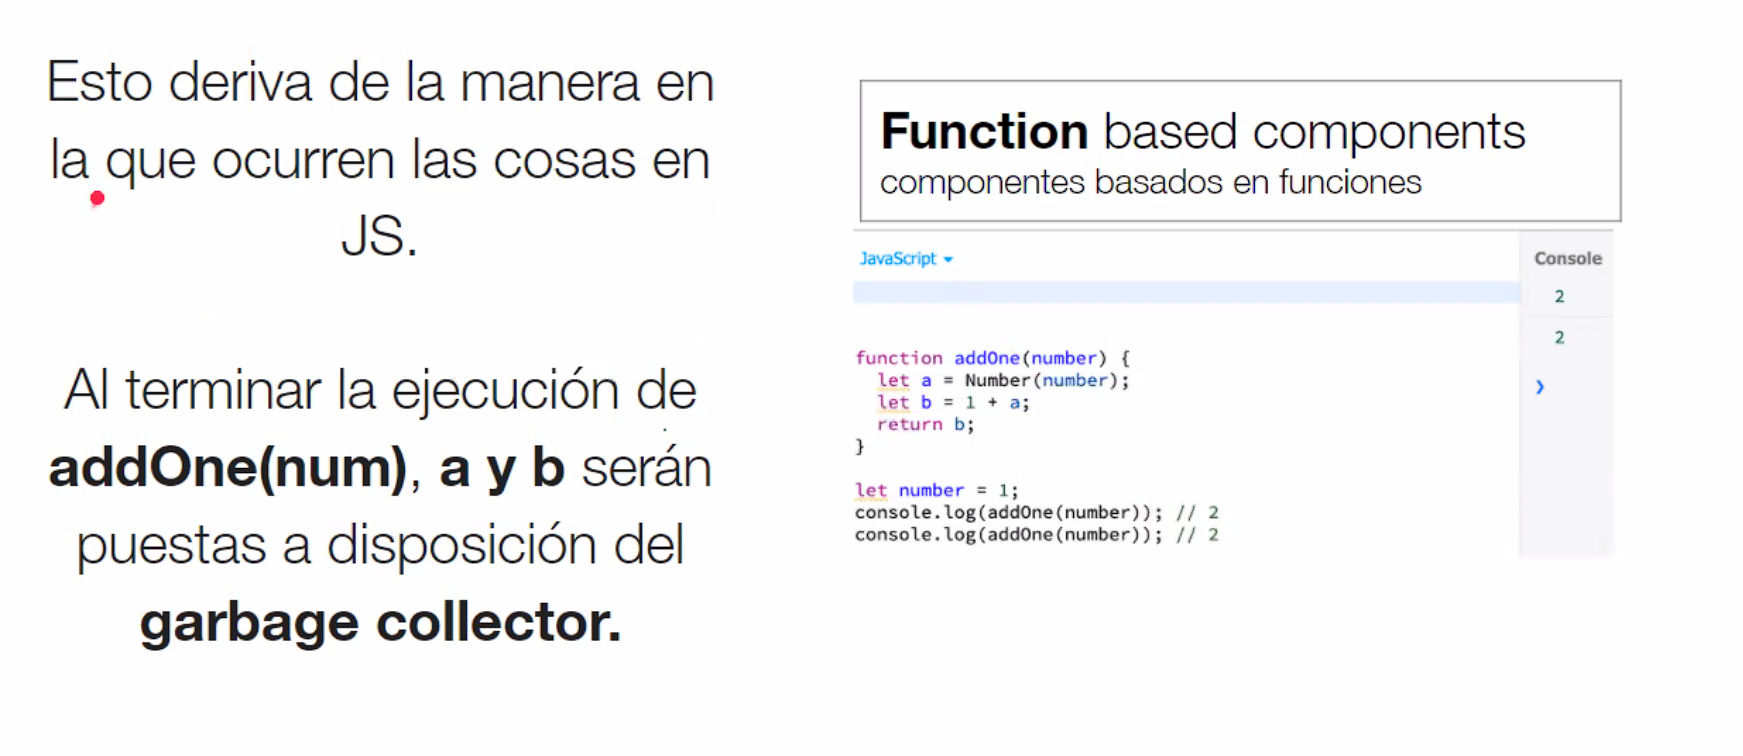 Esto deriva de la manera en
la que ocurren las cosas en
JS.
Al terminar la ejecución de
addOne(num), a y b serán
puestas a disposición del
garbage collector.
Function based components
componentes basados en funciones
JavaScript
Console
2
2
function addOne(number) {
let a = Number(number);
let b = 1 + a;
return b;
}
let number = 1;
console.log(addOne(number)); // 2
console.log(addOne(number)); // 2